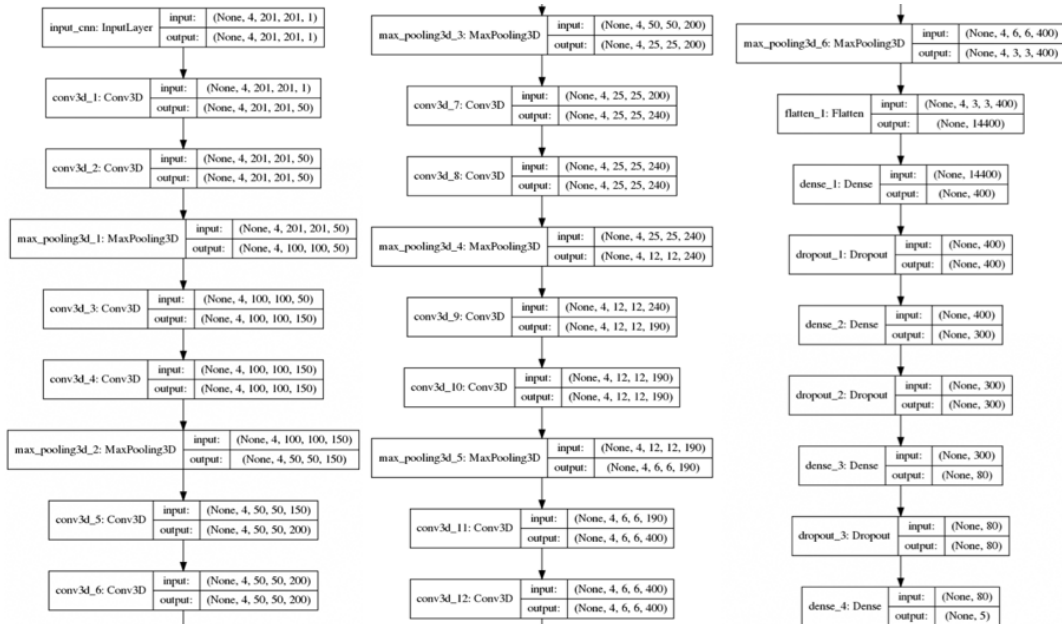 input_cnn: InputLayer
input: (None, 4, 201, 201, 1)
output: (None, 4, 201, 201, 1)
conv3d_1: Conv3D
input: (None, 4, 201, 201, 1)
output: (None, 4, 201, 201, 50)
conv3d_2: Conv3D
input: (None, 4, 201, 201, 50)
output: (None, 4, 201, 201, 50)
max_pooling3d_1: MaxPooling3D
input: (None, 4, 201, 201, 50)
output: (None, 4, 100, 100, 50)
conv3d_3: Conv3D
input: (None, 4, 100, 100, 50)
output: (None, 4, 100, 100, 150)
conv3d_4: Conv3D
input: (None, 4, 100, 100, 150)
output: (None, 4, 100, 100, 150)
max_pooling3d_2: MaxPooling3D
input: (None, 4, 100, 100, 150)
output: (None, 4, 50, 50, 150)
conv3d_5: Conv3D
input: (None, 4, 50, 50, 150)
output: (None, 4, 50, 50, 200)
conv3d_6: Conv3D
input: (None, 4, 50, 50, 200)
output: (None, 4, 50, 50, 200)
max_pooling3d_3: MaxPooling3D
input: (None, 4, 50, 50, 200)
output: (None, 4, 25, 25, 200)
conv3d_7: Conv3D
input: (None, 4, 25, 25, 200)
output: (None, 4, 25, 25, 240)
conv3d_8: Conv3D
input: (None, 4, 25, 25, 240)
output: (None, 4, 25, 25, 240)
max_pooling3d_4: MaxPooling3D
input: (None, 4, 25, 25, 240)
output: (None, 4, 12, 12, 240)
conv3d_9: Conv3D
input: (None, 4, 12, 12, 240)
output: (None, 4, 12, 12, 190)
conv3d_10: Conv3D
input: (None, 4, 12, 12, 190)
output: (None, 4, 12, 12, 190)
max_pooling3d_5: MaxPooling3D
input: (None, 4, 12, 12, 190)
output: (None, 4, 6, 6, 190)
conv3d_11: Conv3D
input: (None, 4, 6, 6, 190)
output: (None, 4, 6, 6, 400)
conv3d_12: Conv3D
input: (None, 4, 6, 6, 400)
output: (None, 4, 6, 6, 400)
max_pooling3d_6: MaxPooling3D
input: (None, 4, 6, 6, 400)
output: (None, 4, 3, 3, 400)
flatten_1: Flatten
input: (None, 4, 3, 3, 400)
output: (None, 14400)
dense_1: Dense
input: (None, 14400)
output: (None, 400)
dropout_1: Dropout
input: (None, 400)
output: (None, 400)
dense_2: Dense
input: (None, 400)
output: (None, 300)
dropout_2: Dropout
input: (None, 300)
output: (None, 300)
dense_3: Dense
input: (None, 300)
output: (None, 80)
dropout_3: Dropout
input: (None, 80)
output: (None, 80)
dense_4: Dense
input: (None, 80)
output: (None, 5)